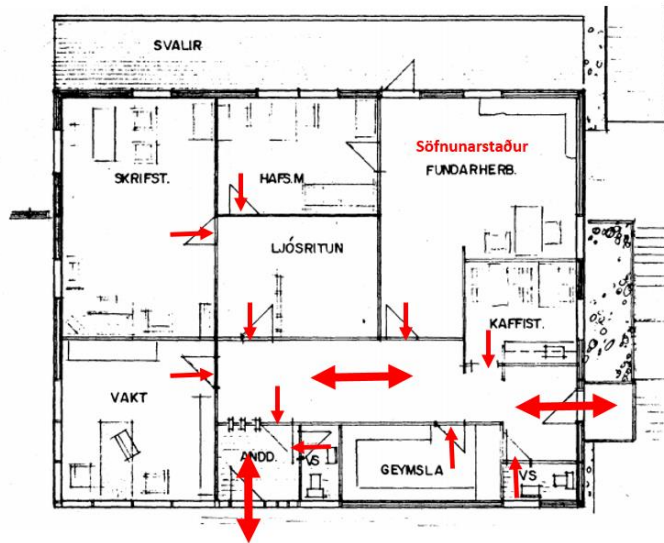 SVALIR
Söfnunarstaður
FUNDARHERB.
SKRIFST.
HAFS.M
LJÓSRITUN
KAFFIST.
VAKT
ANDD.
VS
GEYMSLA
VS